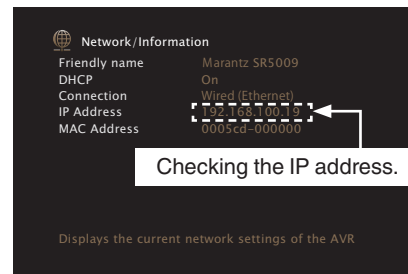 Network/Information
Friendly name Marantz SR5009
DHCP On
Connection Wired (Ethernet)
IP Address 192.168.100.19
MAC Address 0005cd-000000
Checking the IP address.
Displays the current network settings of the AVR